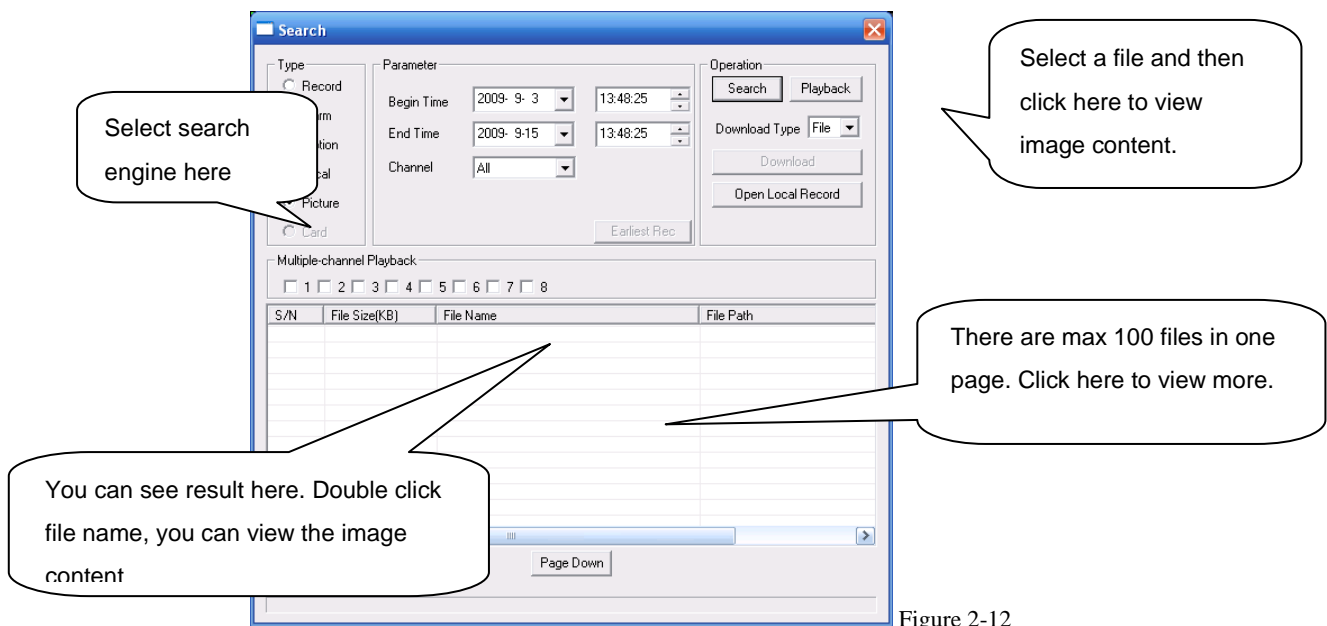 Search
Type
Parameter
Operation
Record
Begin Time 2009- 9- 3 13:48:25
Search Playback
rm
End Time 2009- 9-15 13:48:25
Download Type File
tion
Channel All
Download
cal
Open Local Record
Picture
Card
Earliest Rec
Select search
engine here
Select a file and then
click here to view
image content.
Multiple-channel Playback
1 2 3 4 5 6 7 8
S/N File Size(KB) File Name File Path
There are max 100 files in one
page. Click here to view more.
You can see result here. Double click
file name, you can view the image
content
Page Down
Figure 2-12